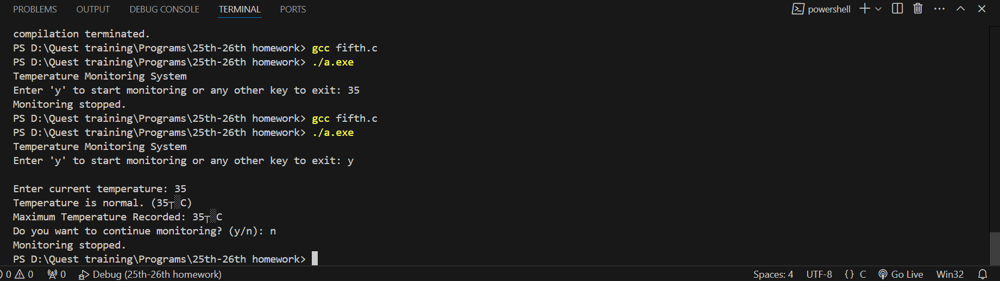 PROBLEMS OUTPUT DEBUG CONSOLE TERMINAL PORTS powershell
compilation terminated.
PS D:\Quest training\Programs\25th-26th homework> gcc fifth.c
PS D:\Quest training\Programs\25th-26th homework> ./a.exe
Temperature Monitoring System
Enter 'y' to start monitoring or any other key to exit: 35
Monitoring stopped.
PS D:\Quest training\Programs\25th-26th homework> gcc fifth.c
PS D:\Quest training\Programs\25th-26th homework> ./a.exe
Temperature Monitoring System
Enter 'y' to start monitoring or any other key to exit: y
Enter current temperature: 35
Temperature is normal. (35┬░C)
Maximum Temperature Recorded: 35┬░C
Do you want to continue monitoring? (y/n): n
Monitoring stopped.
PS D:\Quest training\Programs\25th-26th homework>
0 0 0 Debug (25th-26th homework) Spaces: 4 UTF-8 {} C Go Live Win32